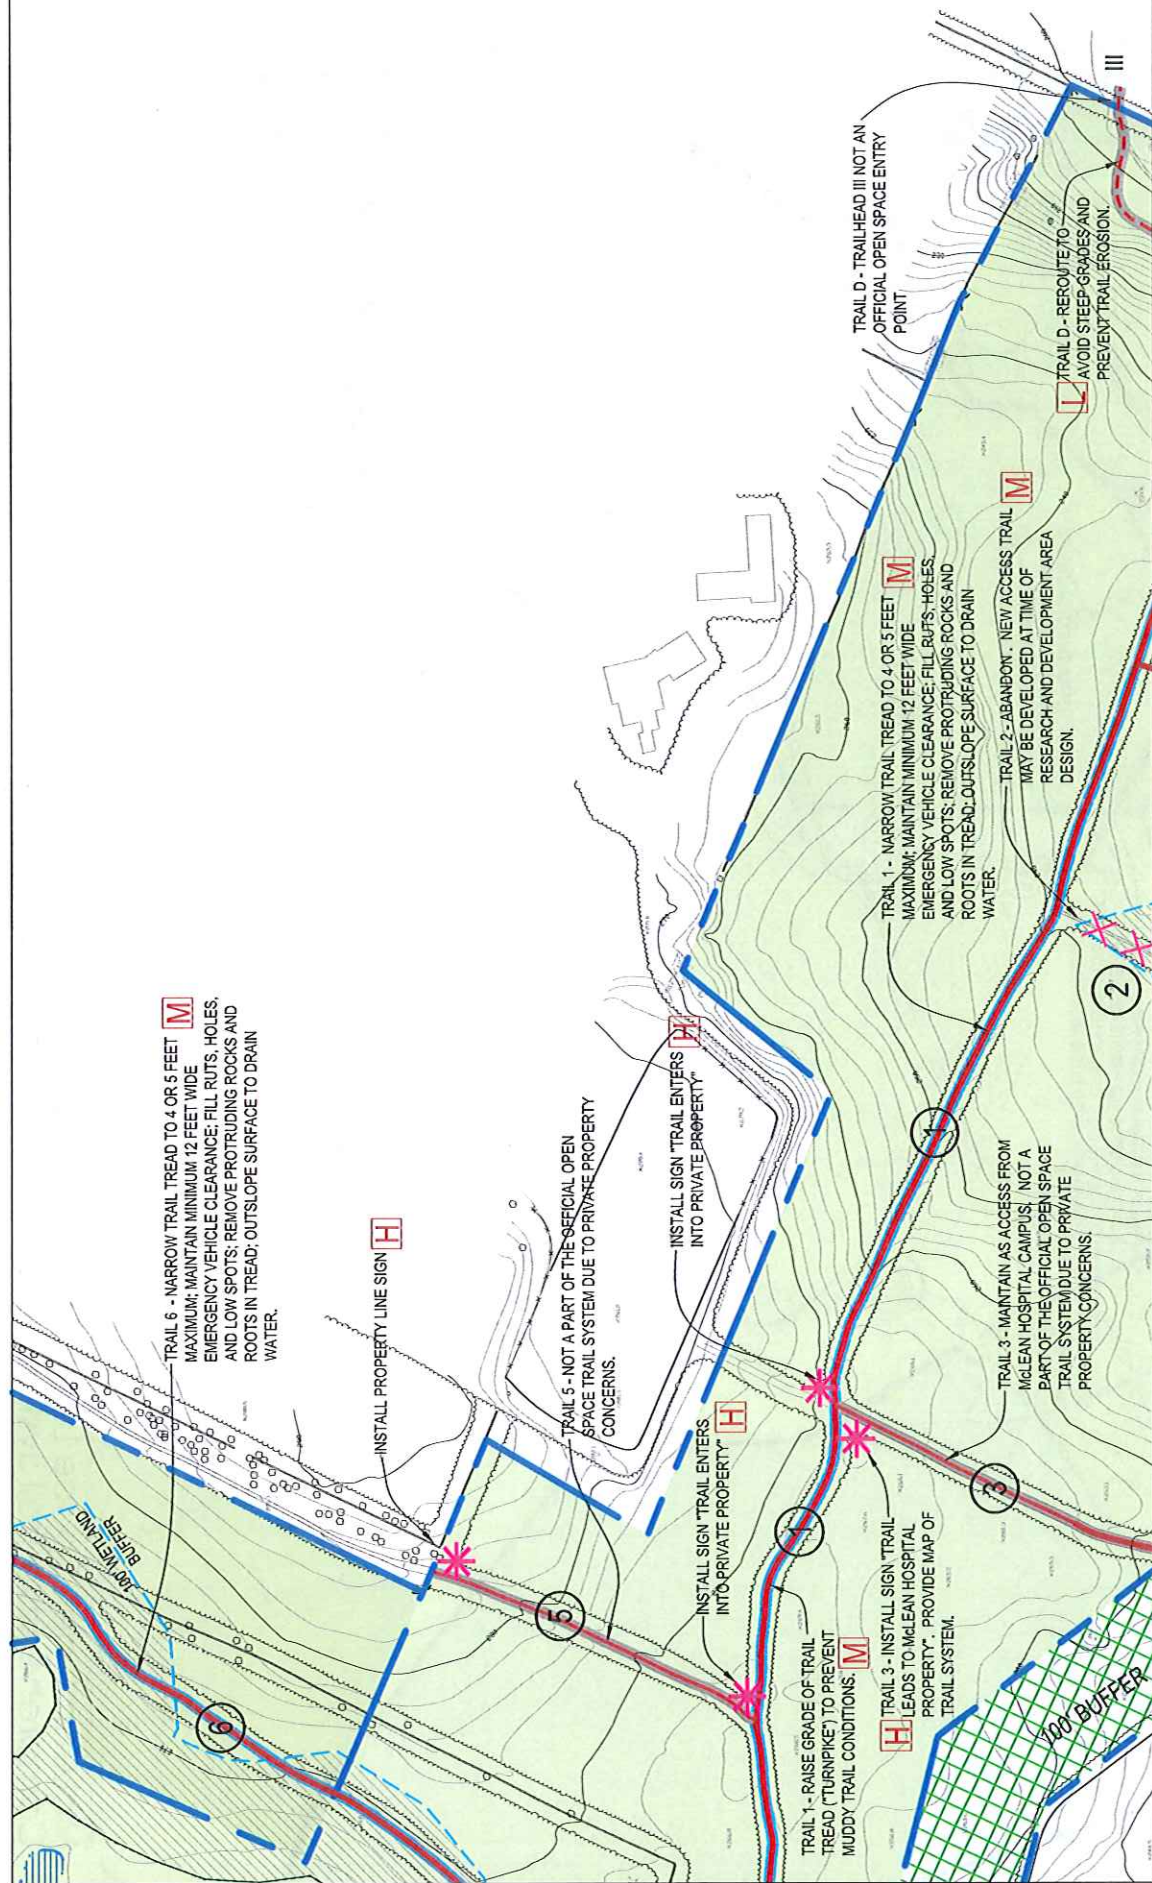 TRAIL 6 - NARROW TRAIL TREAD TO 4 OR 5 FEET
MAXIMUM; MAINTAIN MINIMUM 12 FEET WIDE
EMERGENCY VEHICLE CLEARANCE; FILL RUTS, HOLES,
AND LOW SPOTS; REMOVE PROTRUDING ROCKS AND
ROOTS IN TREAD; OUTSLOPE SURFACE TO DRAIN
WATER.
M
100' WETLAND
BUFFER
6
INSTALL PROPERTY LINE SIGN
H
TRAIL 5 - NOT A PART OF THE OFFICIAL OPEN
SPACE TRAIL SYSTEM DUE TO PRIVATE PROPERTY
CONCERNS.
5
INSTALL SIGN "TRAIL ENTERS
INTO PRIVATE PROPERTY"
H
INSTALL SIGN "TRAIL ENTERS
INTO PRIVATE PROPERTY"
H
TRAIL 1 - RAISE GRADE OF TRAIL
TREAD ("TURNPIKE") TO PREVENT
MUDDY TRAIL CONDITIONS.
M
1
H
TRAIL 3 - INSTALL SIGN "TRAIL
LEADS TO McLEAN HOSPITAL
PROPERTY". PROVIDE MAP OF
TRAIL SYSTEM.
100' BUFFER
3
TRAIL 3 - MAINTAIN AS ACCESS FROM
McLEAN HOSPITAL CAMPUS. NOT A
PART OF THE OFFICIAL OPEN SPACE
TRAIL SYSTEM DUE TO PRIVATE
PROPERTY CONCERNS.
1
TRAIL 1 - NARROW TRAIL TREAD TO 4 OR 5 FEET
MAXIMUM; MAINTAIN MINIMUM 12 FEET WIDE
EMERGENCY VEHICLE CLEARANCE; FILL RUTS, HOLES,
AND LOW SPOTS; REMOVE PROTRUDING ROCKS AND
ROOTS IN TREAD; OUTSLOPE SURFACE TO DRAIN
WATER.
M
2
TRAIL 2 - ABANDON. NEW ACCESS TRAIL
MAY BE DEVELOPED AT TIME OF
RESEARCH AND DEVELOPMENT AREA
DESIGN.
M
TRAIL D - TRAILHEAD III NOT AN
OFFICIAL OPEN SPACE ENTRY
POINT
L
TRAIL D - REROUTE TO
AVOID STEEP GRADES AND
PREVENT TRAIL EROSION.
III